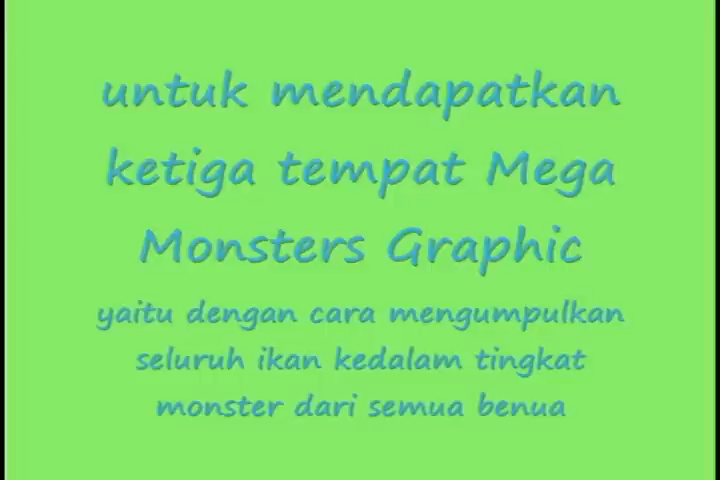 untuk mendapatkan
ketiga tempat Mega
Monsters Graphic
yaitu dengan cara mengumpulkan
seluruh ikan kedalam tingkat
monster dari semua benua